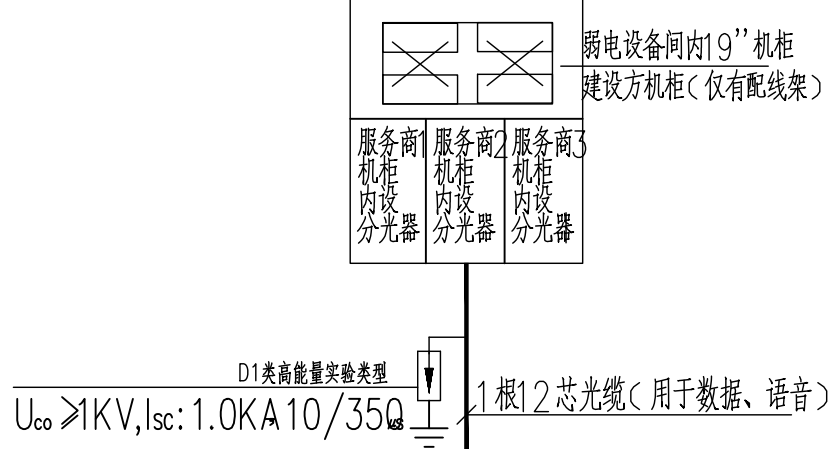 弱电设备间内19”机柜
建设方机柜(仅有配线架)
服务商1
机柜
内设
分光器
服务商2
机柜
内设
分光器
服务商3
机柜
内设
分光器
D1类高能量实验类型
Uco ≥1KV,Isc: 1.0KA,10/350us
1根12芯光缆(用于数据、语音)